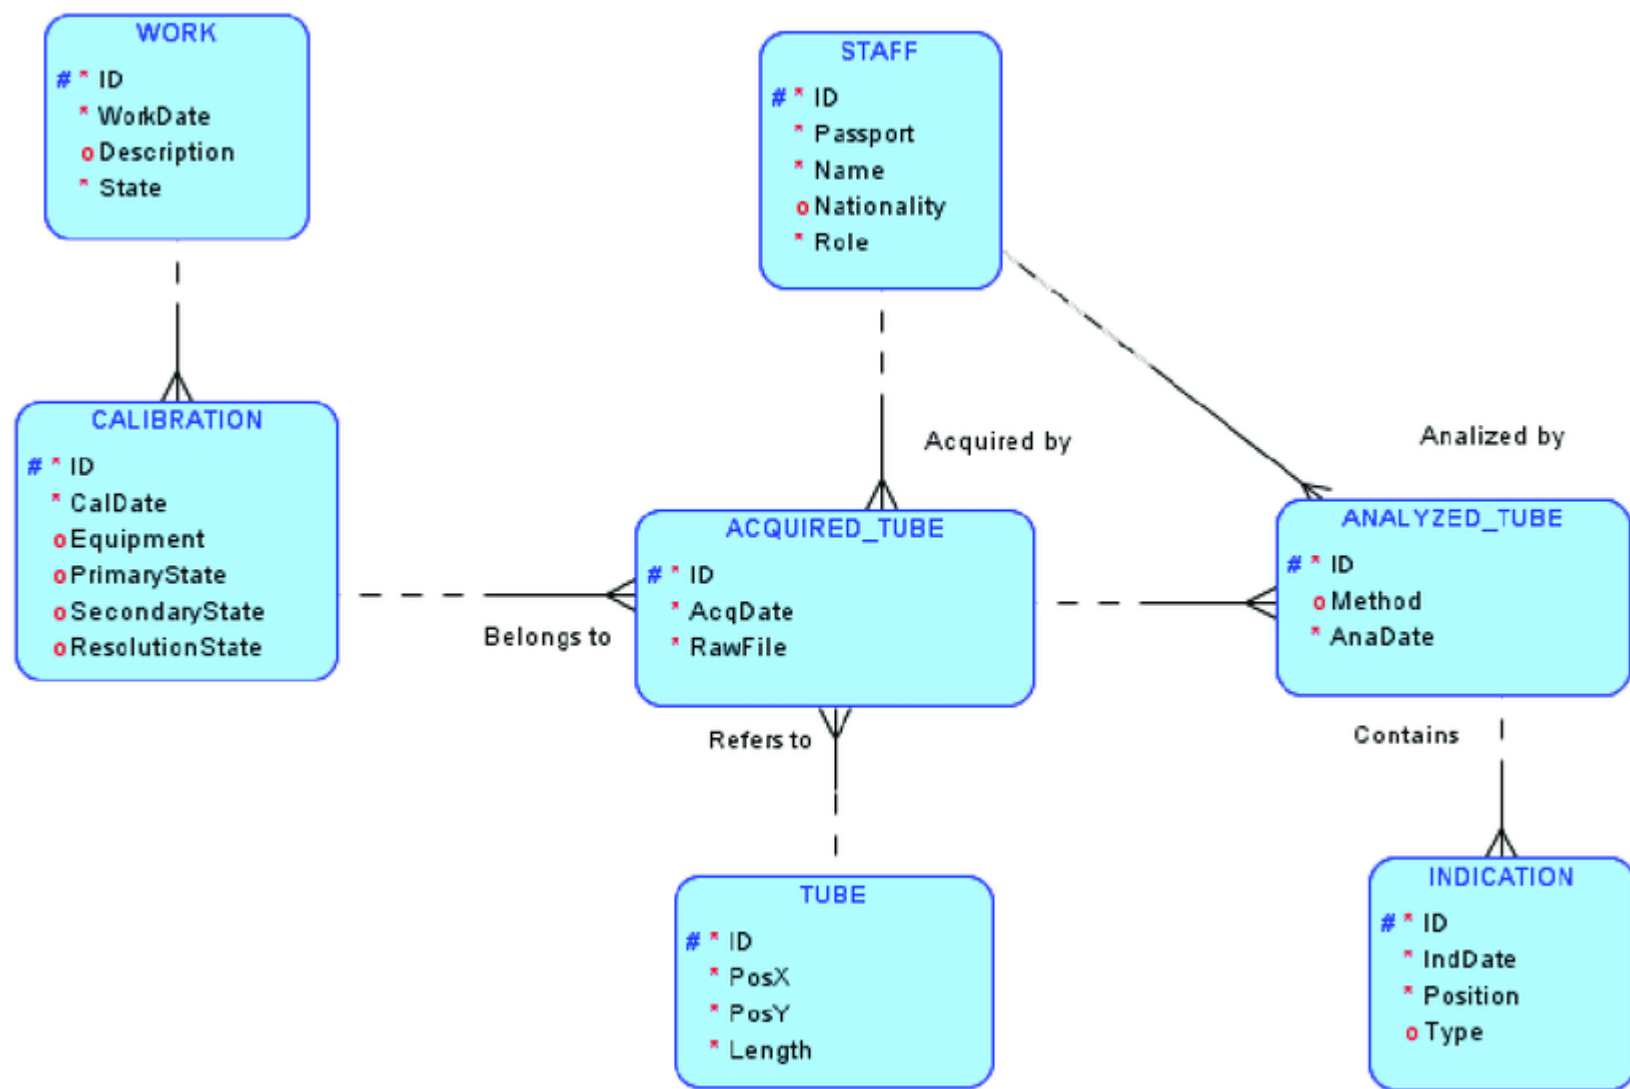 WORK
# * ID
* WorkDate
o Description
* State
STAFF
# * ID
* Passport
* Name
o Nationality
* Role
CALIBRATION
# * ID
* CalDate
o Equipment
o PrimaryState
o SecondaryState
o ResolutionState
Acquired by
Analized by
Belongs to
ACQUIRED_TUBE
# * ID
* AcqDate
* RawFile
ANALYZED_TUBE
# * ID
o Method
* AnaDate
Refers to
Contains
TUBE
# * ID
* PosX
* PosY
* Length
INDICATION
# * ID
* IndDate
* Position
o Type